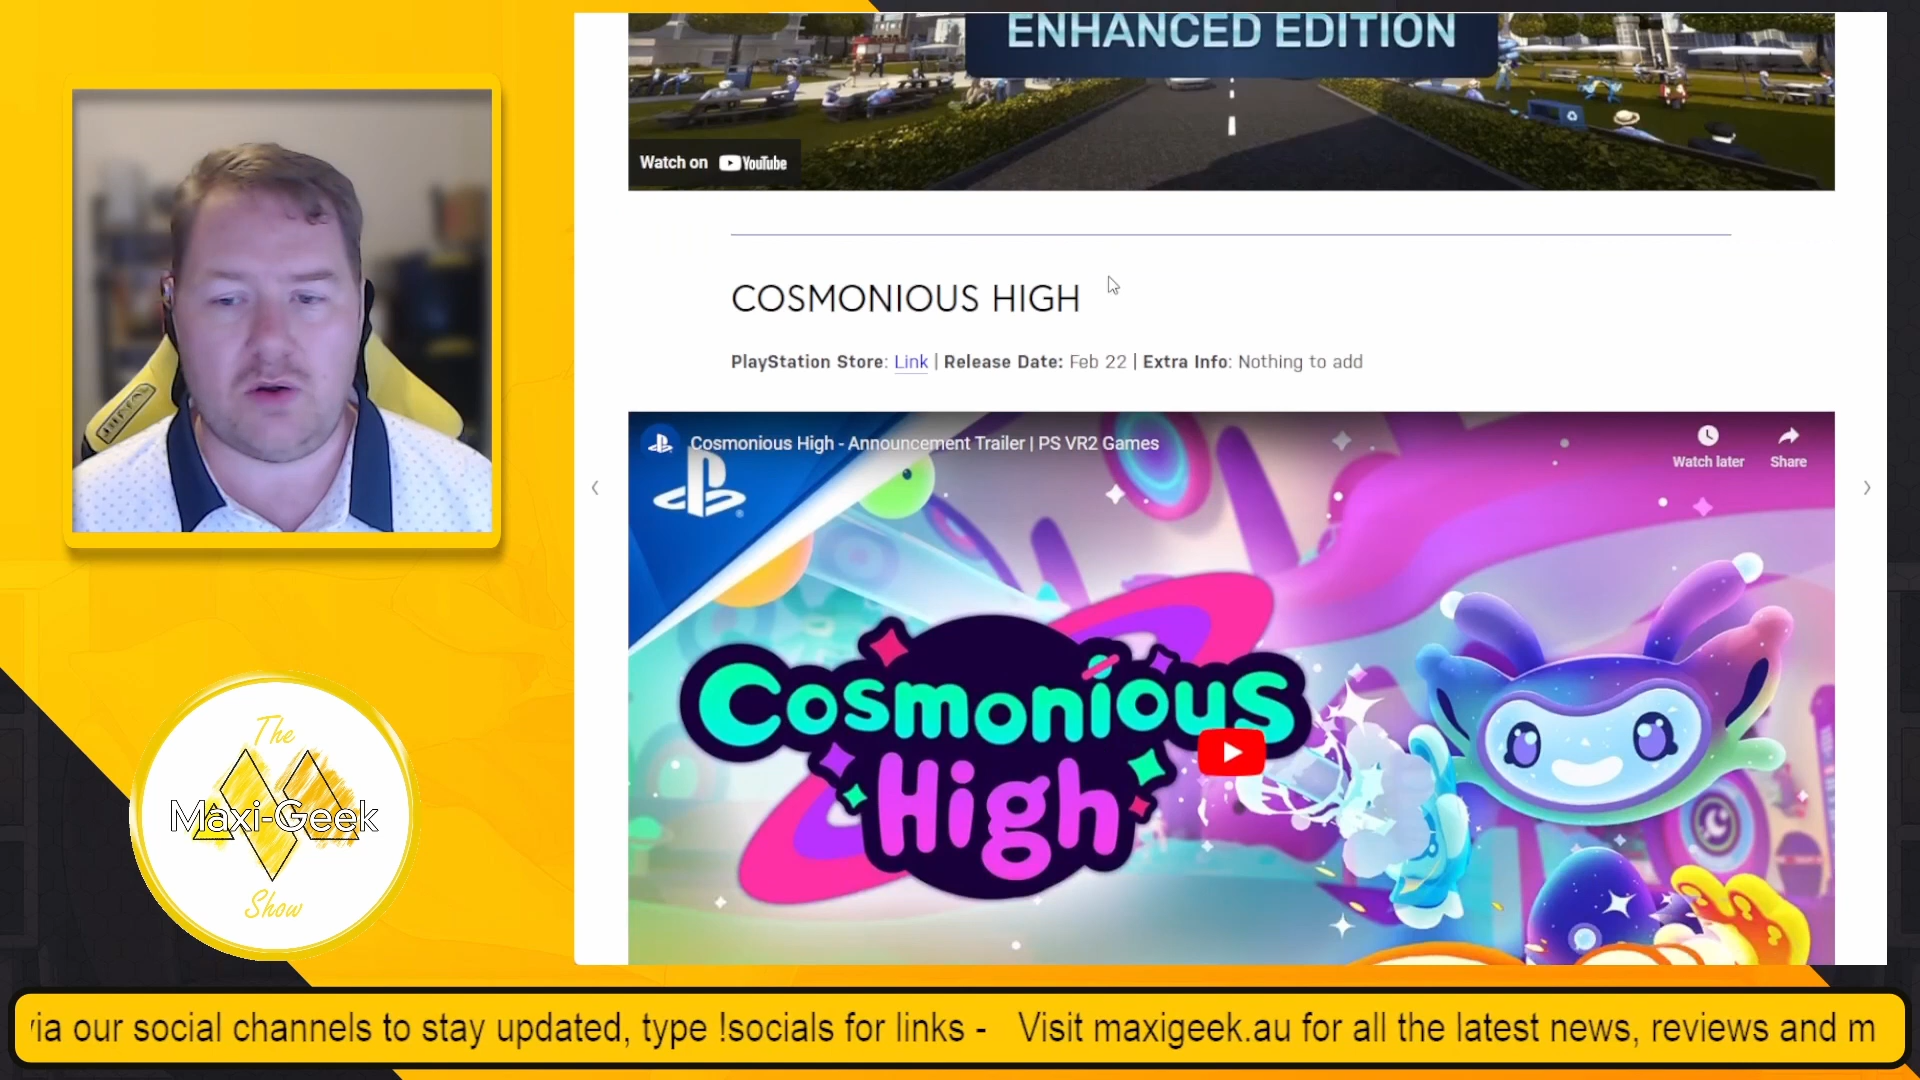 ENHANCED EDITION
Watch on YouTube
COSMONIOUS HIGH
PlayStation Store: Link | Release Date: Feb 22 | Extra Info: Nothing to add
Cosmonious High - Announcement Trailer | PS VR2 Games
Watch later
Share
Cosmonious
High
The
Maxi-Geek
Show
via our social channels to stay updated, type !socials for links - Visit maxigeek.au for all the latest news, reviews and m